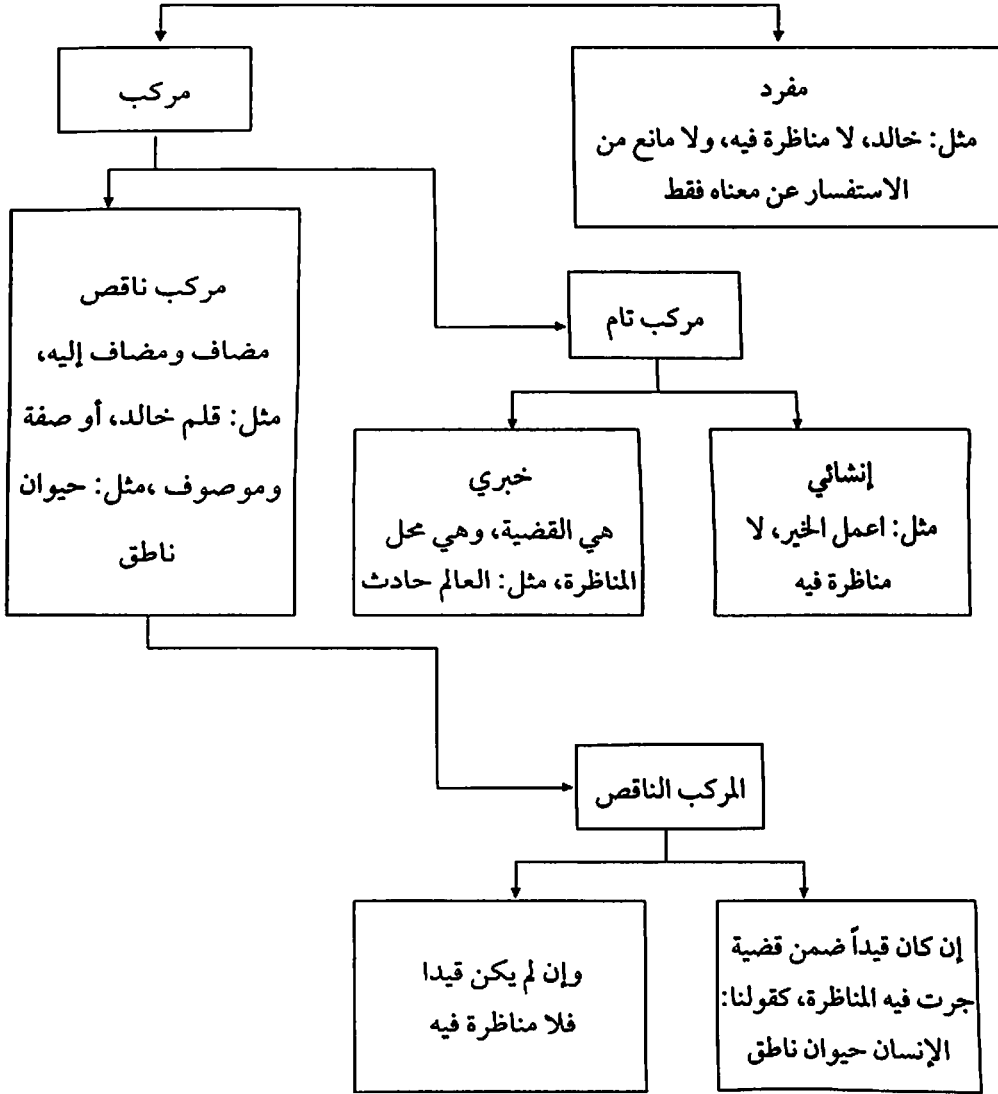 مفرد
مثل: خالد، لا مناظرة فيه، ولا مانع من
الاستفسار عن معناه فقط
مركب
مركب تام
مركب ناقص
مضاف ومضاف إليه،
مثل: قلم خالد، أو صفة
وموصوف ،مثل: حيوان
ناطق
إنشائي
مثل: اعمل الخير، لا
مناظرة فيه
خبري
هي القضية، وهي محل
المناظرة، مثل: العالم حادث
المركب الناقص
إن كان قيداً ضمن قضية
جرت فيه المناظرة، كقولنا:
الإنسان حيوان ناطق
وإن لم يكن قيدا
فلا مناظرة فيه